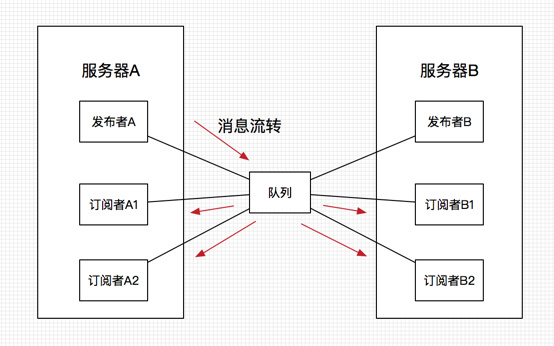 服务器A
服务器B
发布者A
消息流转
发布者B
队列
订阅者A1
订阅者B1
订阅者A2
订阅者B2